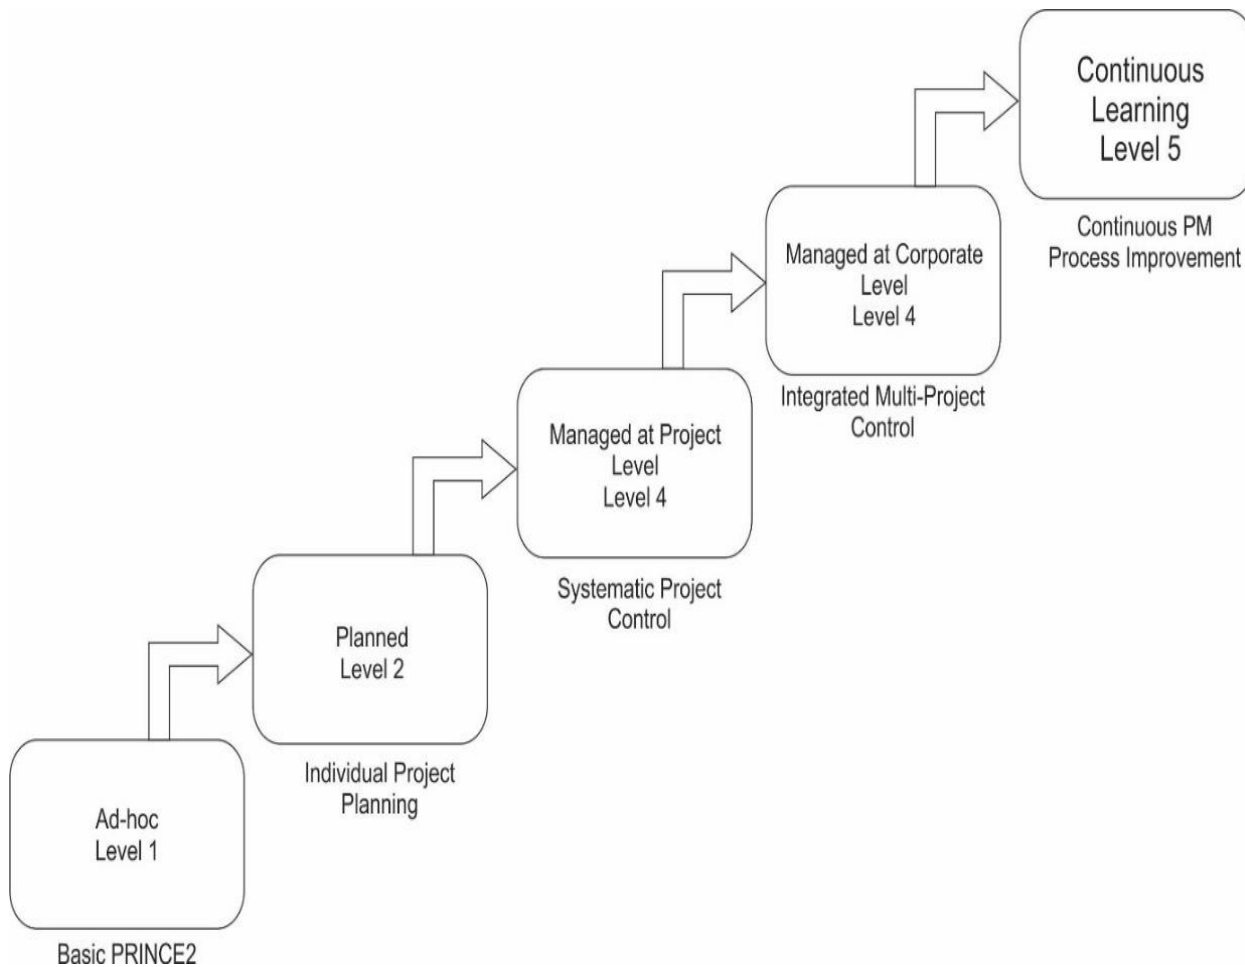 Continuous
Learning
Level 5
Continuous PM
Process Improvement
Managed at Corporate
Level
Level 4
Integrated Multi-Project
Control
Managed at Project
Level
Level 4
Systematic Project
Control
Planned
Level 2
Individual Project
Planning
Ad-hoc
Level 1
Basic PRINCE2